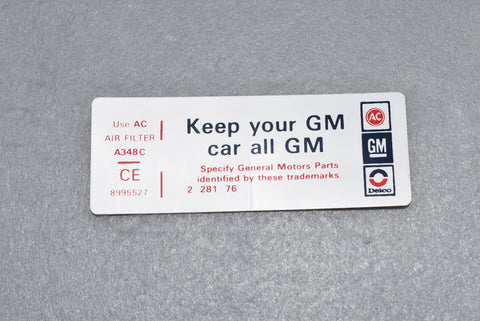 Use AC
AIR FILTER
A348C
CE
8995527
Keep your GM
car all GM
Specify General Motors Parts
identified by these trademarks
2 281 76
AC
GM
Delco